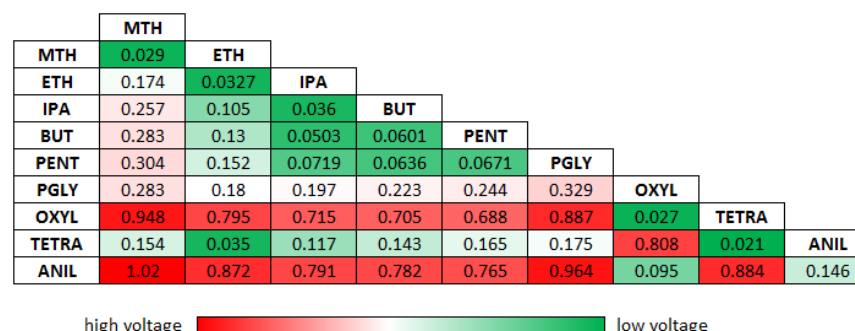 MTH
MTH 0.029 ETH
ETH 0.174 0.0327 IPA
IPA 0.257 0.105 0.036 BUT
BUT 0.283 0.13 0.0503 0.0601 PENT
PENT 0.304 0.152 0.0719 0.0636 0.0671 PGLY
PGLY 0.283 0.18 0.197 0.223 0.244 0.329 OXYL
OXYL 0.948 0.795 0.715 0.705 0.688 0.887 0.027 TETRA
TETRA 0.154 0.035 0.117 0.143 0.165 0.175 0.808 0.021 ANIL
ANIL 1.02 0.872 0.791 0.782 0.765 0.964 0.095 0.884 0.146
high voltage low voltage